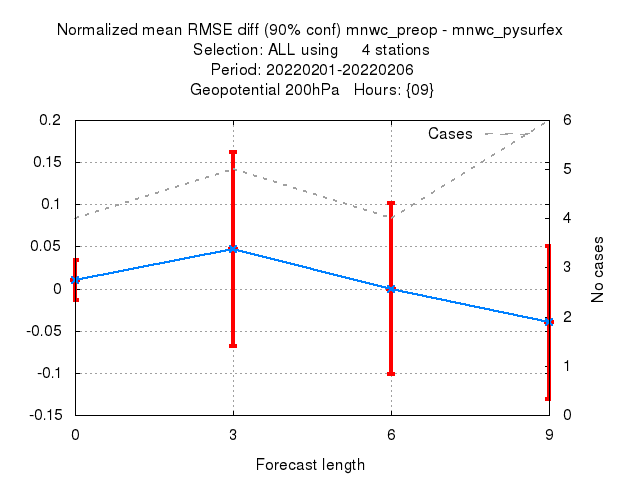 Normalized mean RMSE diff (90% conf) mnwc_preop - mnwc_pysurfex
Selection: ALL using     4 stations
Period: 20220201-20220206
Geopotential 200hPa   Hours: {09}
Cases
0.2
0.15
0.1
0.05
0
-0.05
-0.1
-0.15
6
5
4
3
2
1
0
No cases
0
3
6
9
Forecast length